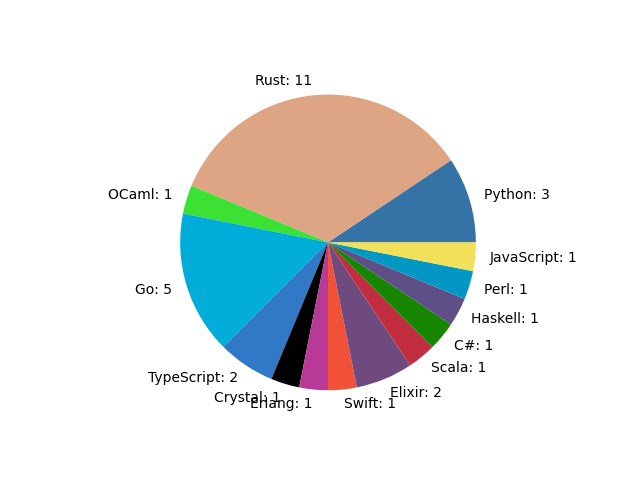 Rust: 11
Python: 3
OCaml: 1
JavaScript: 1
Go: 5
Perl: 1
Haskell: 1
C#: 1
Scala: 1
TypeScript: 2
Elixir: 2
Crystal: 1
Erlang: 1
Swift: 1